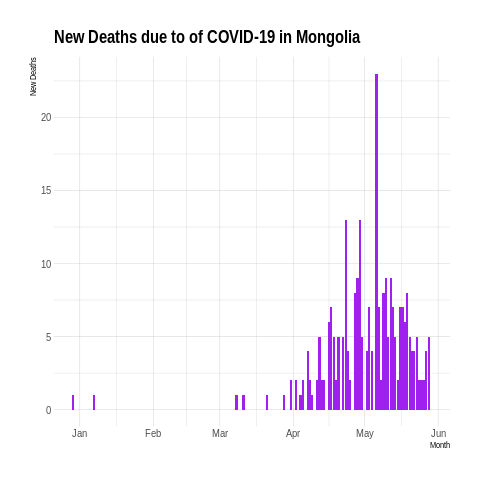 New Deaths due to of COVID-19 in Mongolia
New Deaths
20
15
10
5
0
Jan Feb Mar Apr May Jun
Month